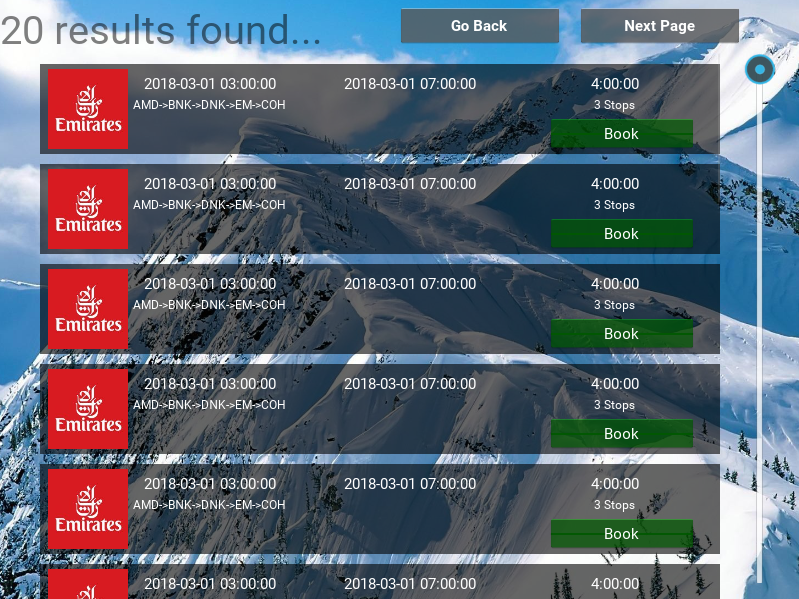 20 results found...
Go Back
Next Page
2018-03-01 03:00:00 2018-03-01 07:00:00 4:00:00
AMD->BNK->DNK->EM->COH 3 Stops
Emirates
Book
2018-03-01 03:00:00 2018-03-01 07:00:00 4:00:00
AMD->BNK->DNK->EM->COH 3 Stops
Emirates
Book
2018-03-01 03:00:00 2018-03-01 07:00:00 4:00:00
AMD->BNK->DNK->EM->COH 3 Stops
Emirates
Book
2018-03-01 03:00:00 2018-03-01 07:00:00 4:00:00
AMD->BNK->DNK->EM->COH 3 Stops
Emirates
Book
2018-03-01 03:00:00 2018-03-01 07:00:00 4:00:00
AMD->BNK->DNK->EM->COH 3 Stops
Emirates
Book
2018-03-01 03:00:00 2018-03-01 07:00:00 4:00:00